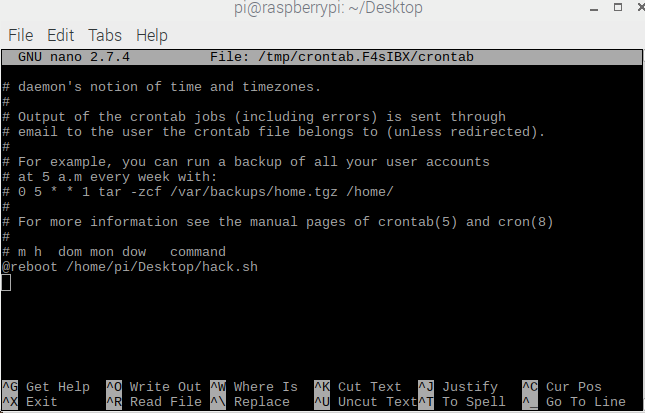 pi@raspberrypi: ~/Desktop
File Edit Tabs Help
GNU nano 2.7.4 File: /tmp/crontab.F4sIBX/crontab
# daemon's notion of time and timezones.
#
# Output of the crontab jobs (including errors) is sent through
# email to the user the crontab file belongs to (unless redirected).
#
# For example, you can run a backup of all your user accounts
# at 5 a.m every week with:
# 0 5 * * 1 tar -zcf /var/backups/home.tgz /home/
#
# For more information see the manual pages of crontab(5) and cron(8)
#
# m h  dom mon dow   command
@reboot /home/pi/Desktop/hack.sh
^G Get Help ^O Write Out ^W Where Is ^K Cut Text ^J Justify ^C Cur Pos
^X Exit ^R Read File ^\ Replace ^U Uncut Text ^T To Spell ^_ Go To Line